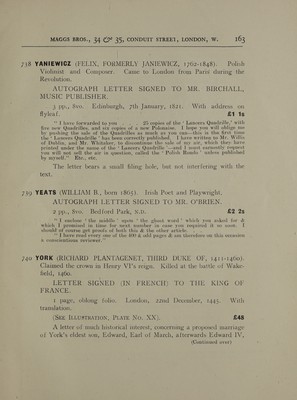 MAGGS BROS., 34 & 35, CONDUIT STREET, LONDON, W. 163
738 YANIEWICZ (FELIX, FORMERLY JANIEWICZ, 1762-1848). Polish
Violinist and Composer. Came to London from Paris during the
Revolution.
AUTOGRAPH LETTER SIGNED TO MR. BIRCHALL,
MUSIC PUBLISHER.
3 pp., 8vo. Edinburgh, 7th January, 1821. With address on
flyleaf. £1 1s
" I have forwarded to you . . . 25 copies of the ' Lancers Quadrille,' with
five new Quadrilles, and six copies of a new Polonaise. I hope you will oblige me
by pushing the sale of the Quadrilles as much as you can—this is the first time
the ' Lancers Quadrille ' has been correctly published. I have written to Mr. Willis
of Dublin, and Mr. Whitaker, to discontinue the sale of my air, which they have
printed under the name of the ' Lancers Quadrille '—and I most earnestly request
you will not sell the air in question, called the ' Polish Rondo ' unless published
by myself." Etc., etc.
The letter bears a small filing hole, but not interfering with the
text.
739 YEATS (WILLIAM B., born 1865). Irish Poet and Playwright.
AUTOGRAPH LETTER SIGNED TO MR. O'BRIEN.
2 pp., 8vo. Bedford Park, N.D. £2 2s
" I enclose ' the middle ' upon ' the ghost word ' which you asked for &
which I promised in time for next number in case you required it so soon. I
should of course get proofs of both this & the other article.
" I have read every one of the 400 & odd pages & am therefore on this occasion
a conscientious reviewer."
740 YORK (RICHARD PLANTAGENET, THIRD DUKE OF, 1411-1460).
Claimed the crown in Henry VI's reign. Killed at the battle of Wake-
field, 1460.
LETTER SIGNED (IN FRENCH) TO THE KING OF
FRANCE.
1 page, oblong folio. London, 22nd December, 1445. With
translation.
(SEE ILLUSTRATION, PLATE NO. XX). £48
A letter of much historical interest, concerning a proposed marriage
of York's eldest son, Edward, Earl of March, afterwards Edward IV,
(Continued over)